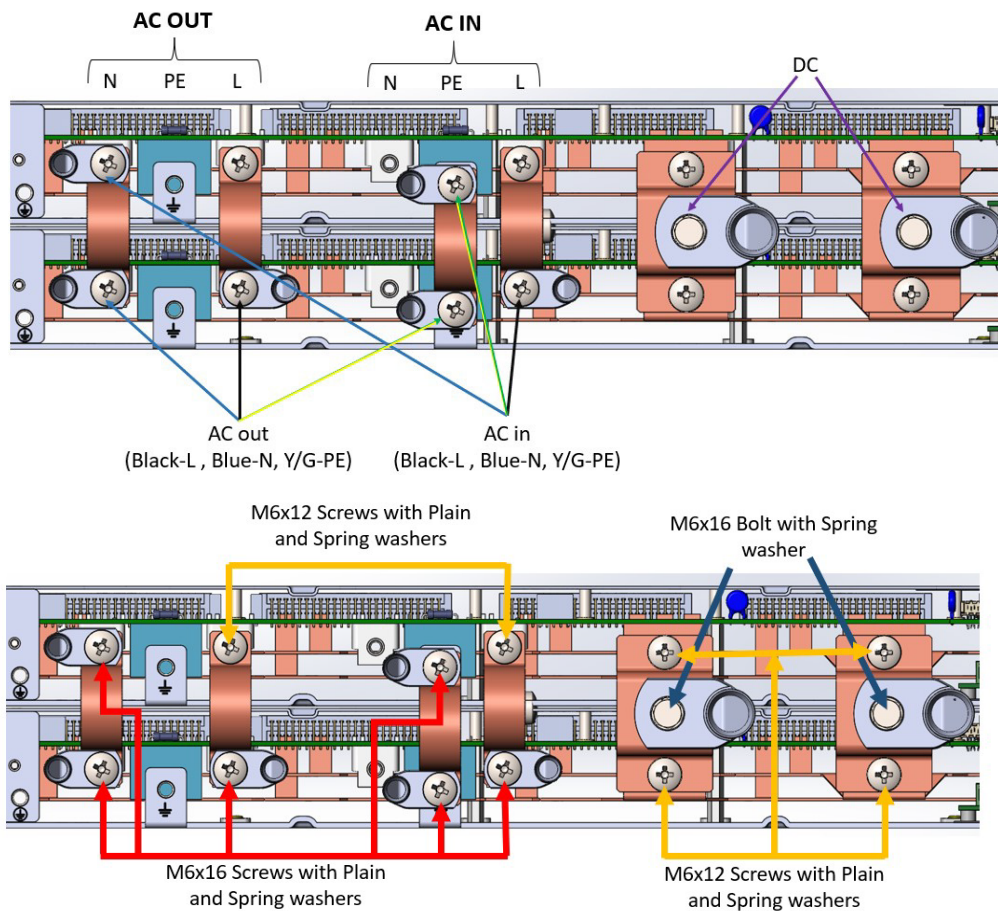 AC OUT
AC IN
N PE L
N PE L
DC
AC out
(Black-L , Blue-N, Y/G-PE)
AC in
(Black-L , Blue-N, Y/G-PE)
M6x12 Screws with Plain
and Spring washers
M6x16 Bolt with Spring
washer
M6x16 Screws with Plain
and Spring washers
M6x12 Screws with Plain
and Spring washers